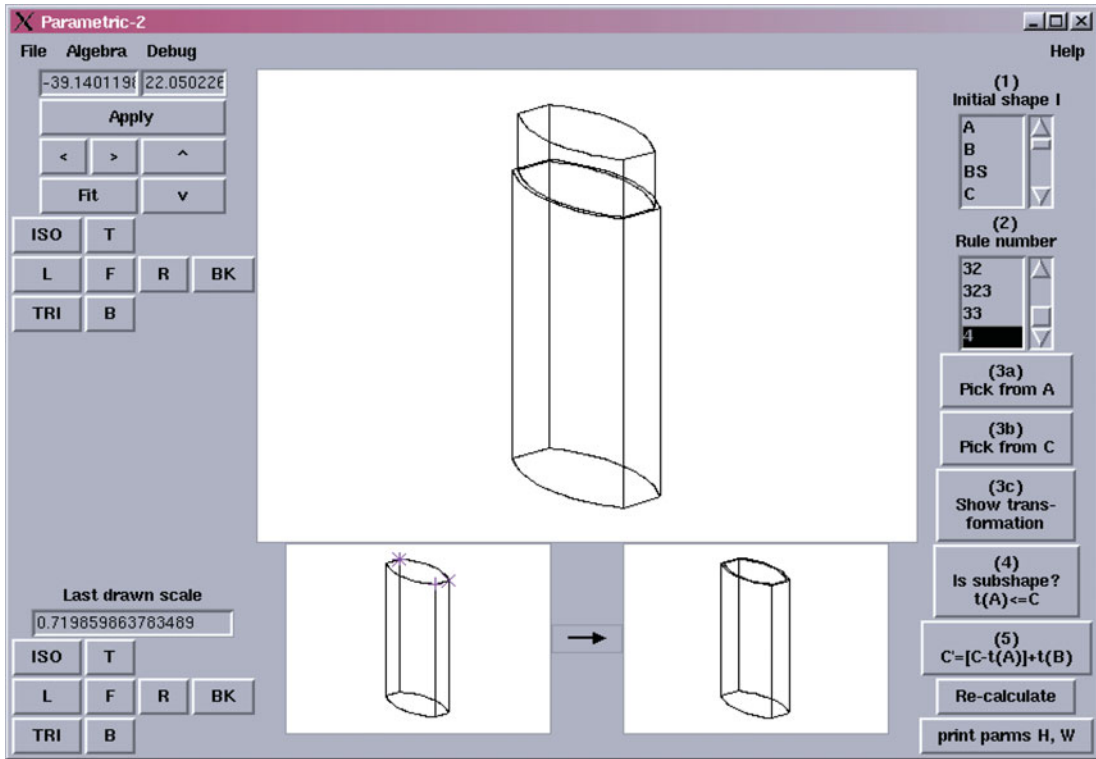 Parametric-2
File Algebra Debug Help
-39.1401198 22.050226
Apply
< > ^
Fit v
ISO T
L F R BK
TRI B
(1)
Initial shape I
A
B
BS
C
(2)
Rule number
32
323
33
4
(3a)
Pick from A
(3b)
Pick from C
(3c)
Show trans-
formation
(4)
Is subshape?
t(A)<=C
(5)
C'=[C-t(A)]+t(B)
Re-calculate
print parms H, W
Last drawn scale
0.719859863783489
ISO T
L F R BK
TRI B